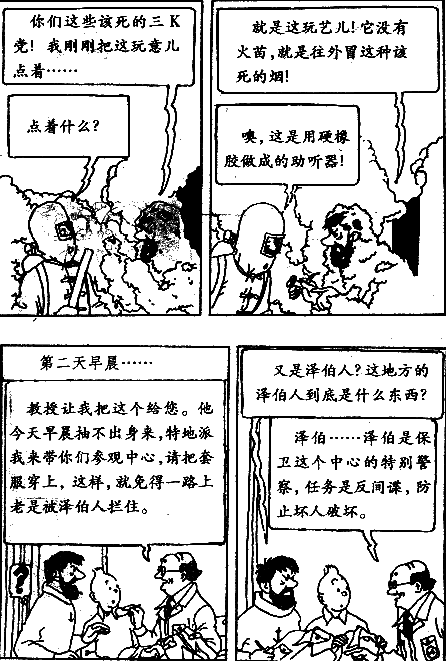 你们这些该死的三K
党！我刚刚把这玩意儿
点着……
点着什么？
就是这玩艺儿！它没有
火苗，就是往外冒这种该
死的烟！
噢，这是用硬橡
胶做成的助听器！
第二天早晨……
教授让我把这个给您。他
今天早晨抽不出身来，特地派
我来带你们参观中心，请把套
服穿上，这样，就免得一路上
老是被泽伯人拦住。
?
又是泽伯人？这地方的
泽伯人到底是什么东西？
泽伯……泽伯是保
卫这个中心的特别警
察，任务是反间谍，防
止坏人破坏。